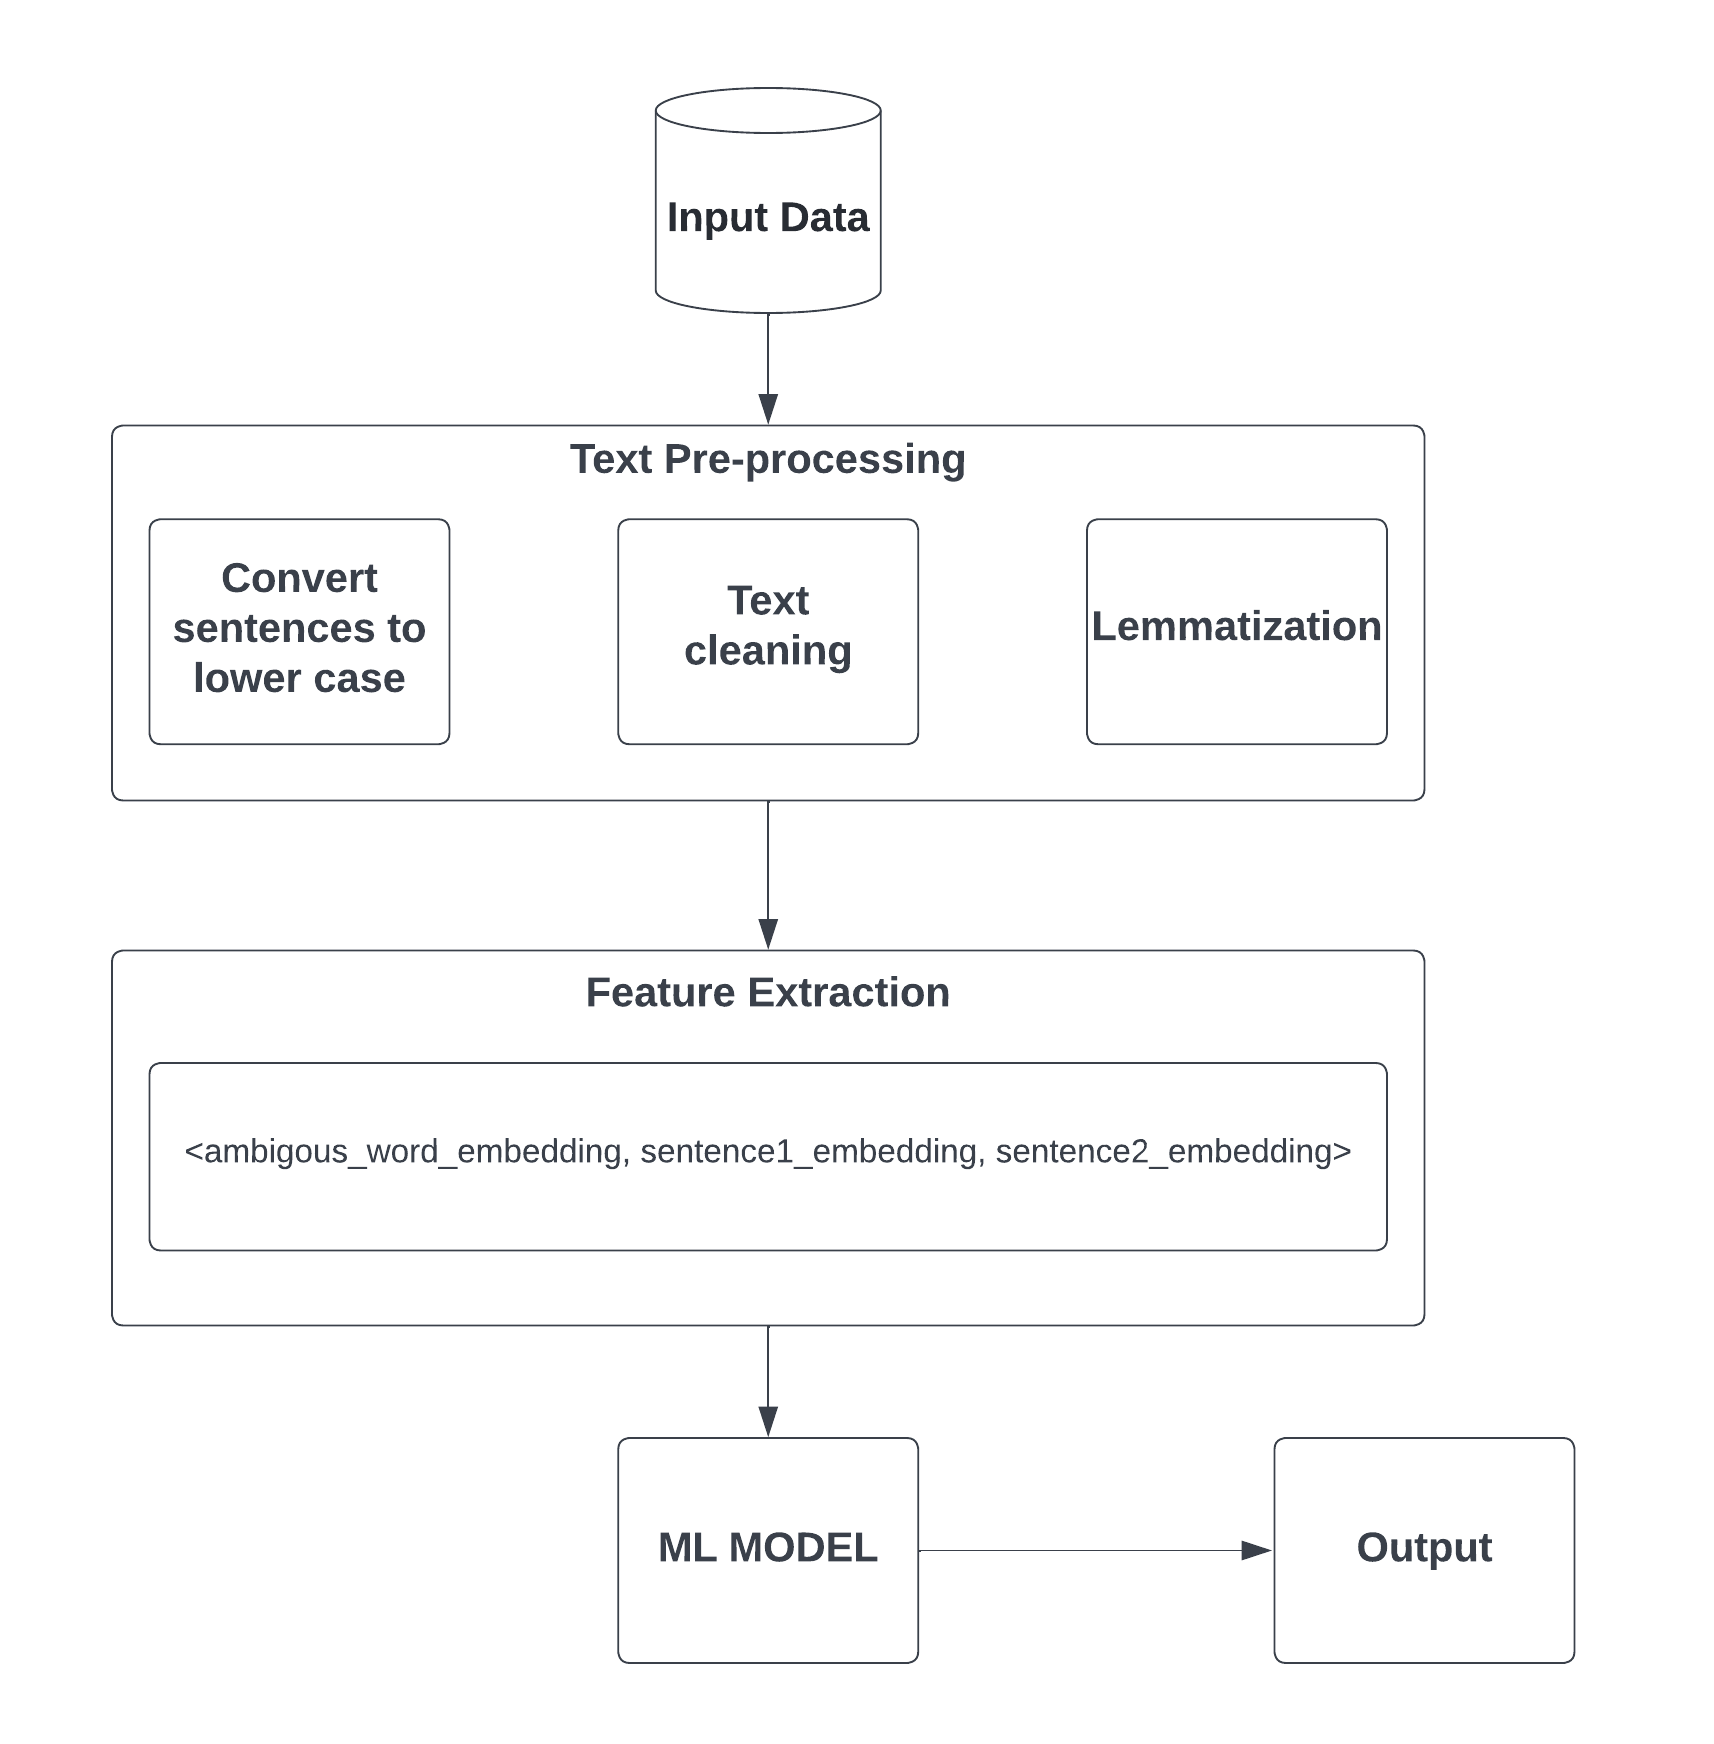 Input Data
Text Pre-processing
Convert
sentences to
lower case
Text
cleaning
Lemmatization
Feature Extraction
<ambigous_word_embedding, sentence1_embedding, sentence2_embedding>
ML MODEL
Output